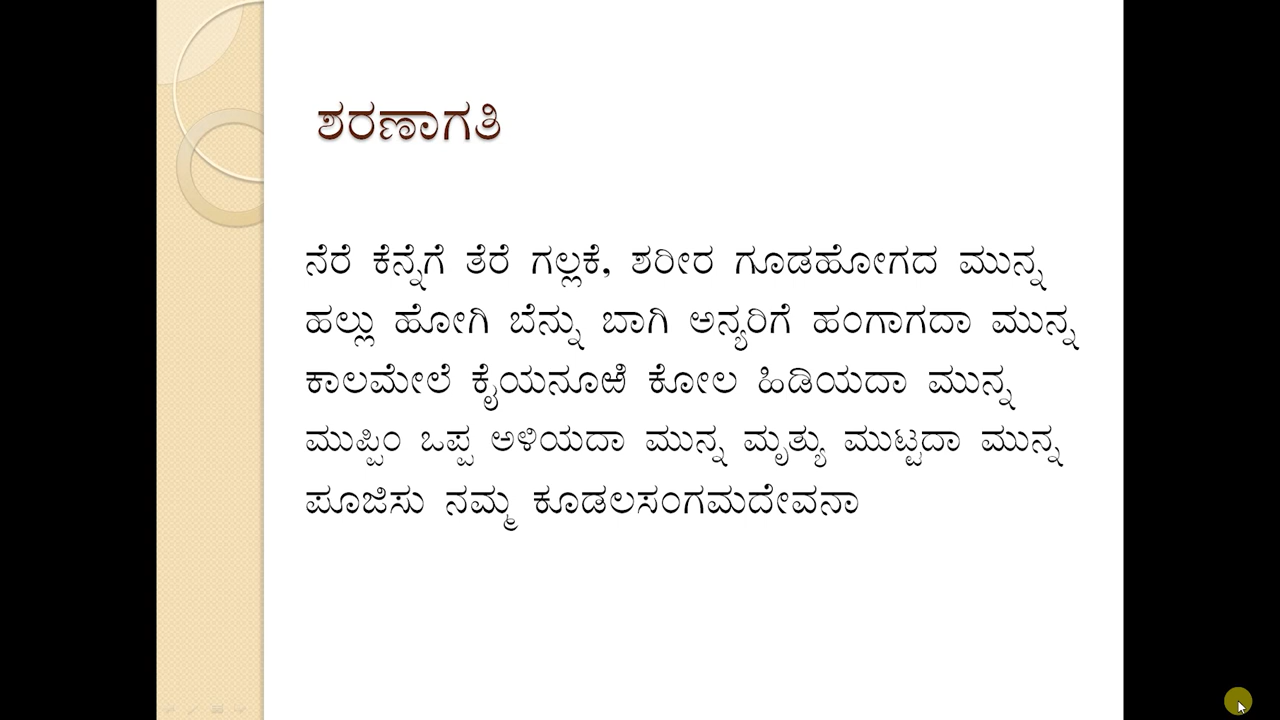 ಶರಣಾಗತಿ
ನೆರೆ ಕೆನ್ನೆಗೆ ತೆರೆ ಗಲ್ಲಕೆ, ಶರೀರ ಗೂಡಹೋಗದ ಮುನ್ನ
ಹಲ್ಲು ಹೋಗಿ ಬೆನ್ನು ಬಾಗಿ ಅನ್ಯರಿಗೆ ಹಂಗಾಗದಾ ಮುನ್ನ
ಕಾಲಮೇಲೆ ಕೈಯನೂಱಿ ಕೋಲ ಹಿಡಿಯದಾ ಮುನ್ನ
ಮುಪ್ಪಿಂ ಒಪ್ಪ ಅಳಿಯದಾ ಮುನ್ನ ಮೃತ್ಯು ಮುಟ್ಟದಾ ಮುನ್ನ
ಪೂಜಿಸು ನಮ್ಮ ಕೂಡಲಸಂಗಮದೇವನಾ